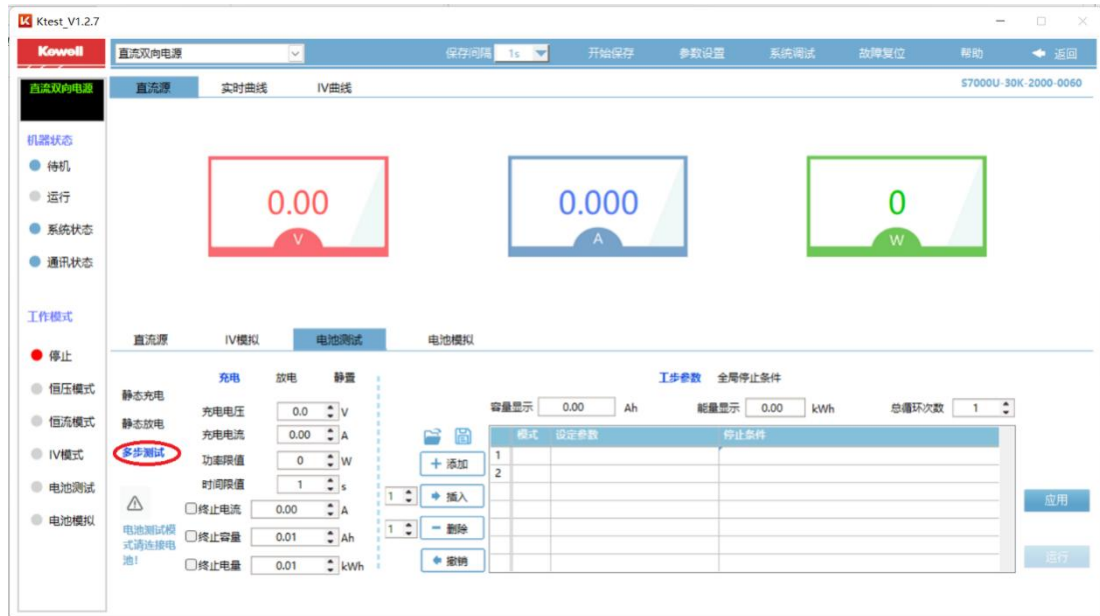 Ktest_V1.2.7
Kewell 直流双向电源 保存间隔 1s 开始保存 参数设置 系统调试 故障复位 帮助 返回
直流双向电源 直流源 实时曲线 IV曲线 S7000U-30K-2000-0060
机器状态
待机
运行
系统状态
通讯状态
0.00
V
0.000
A
0
W
工作模式
停止
恒压模式
恒流模式
IV模式
电池测试
电池模拟
直流源 IV模拟 电池测试 电池模拟
静态充电
静态放电
多步测试
电池测试模
式请连接电
池!
充电 放电 静置
充电电压 0.0 V
充电电流 0.00 A
功率限值 0 W
时间限值 1 s
终止电流 0.00 A
终止容量 0.01 Ah
终止电量 0.01 kWh
添加
1 插入
1 删除
撤销
工步参数 全局停止条件
容量显示 0.00 Ah 能量显示 0.00 kWh 总循环次数 1
模式 设定参数 停止条件
1
2
应用
运行